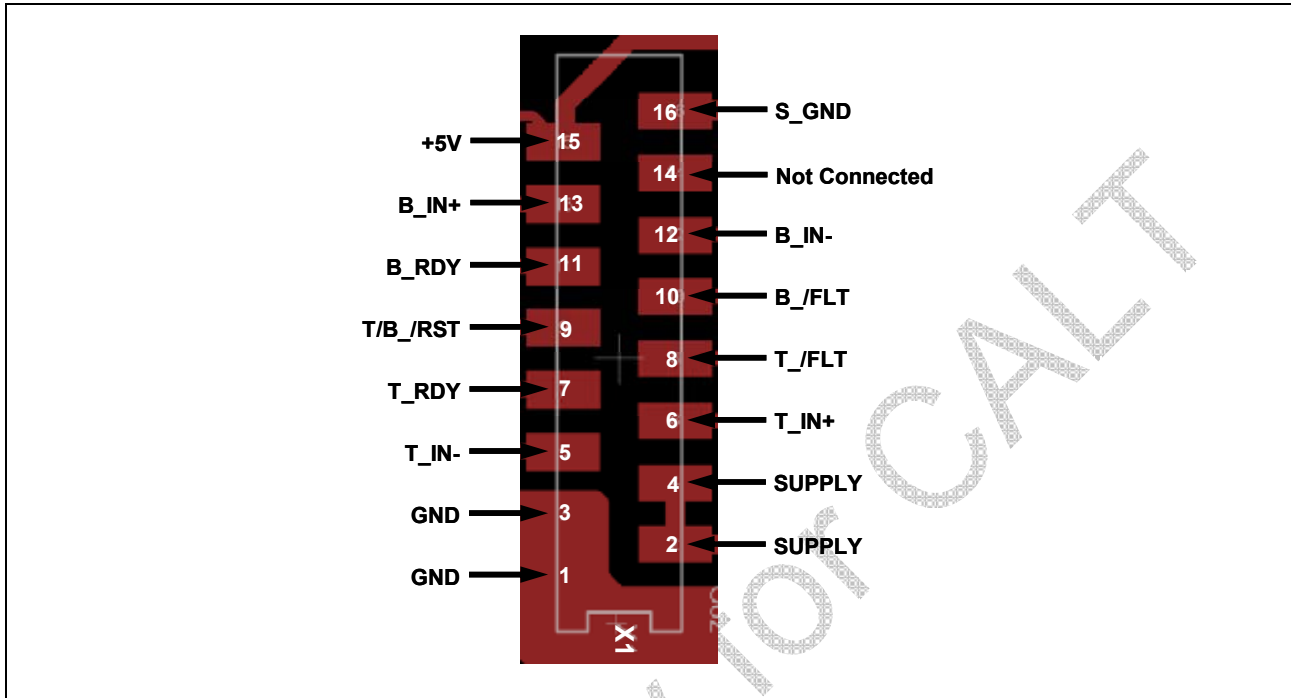 16 S_GND
+5V 15
14 Not Connected
B_IN+ 13
12 B_IN-
B_RDY 11
10 B_/FLT
T/B_/RST 9
8 T_/FLT
T_RDY 7
6 T_IN+
T_IN- 5
4 SUPPLY
GND 3
2 SUPPLY
GND 1
X1
for CALT